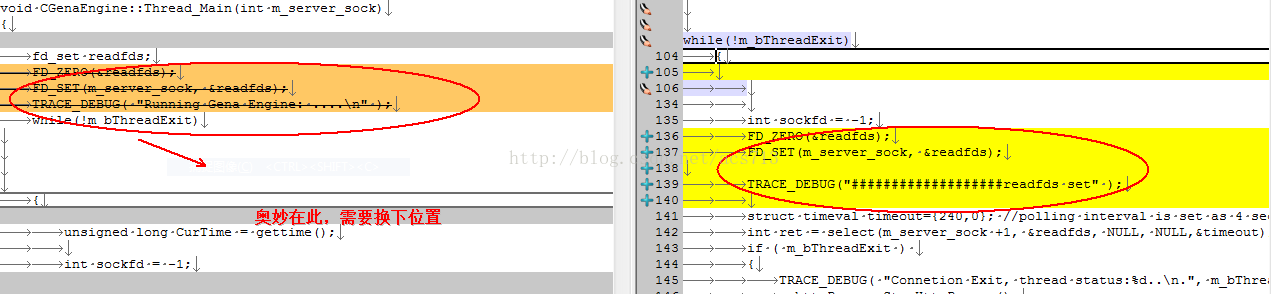 void CGenaEngine::Thread_Main(int m_server_sock)
{
fd_set readfds;
FD_ZERO(&readfds);
FD_SET(m_server_sock, &readfds);
TRACE_DEBUG( "Running Gena Engine: ....\n" );
while(!m_bThreadExit)
{
奥妙在此,需要换下位置
unsigned long CurTime = gettime();
int sockfd = -1;
while(!m_bThreadExit)
104 {
105
106
134
135 int sockfd = -1;
136 FD_ZERO(&readfds);
137 FD_SET(m_server_sock, &readfds);
138
139 TRACE_DEBUG("###################readfds set" );
140
141 struct timeval timeout={240,0}; //polling interval is set as 4 sec
142 int ret = select(m_server_sock +1, &readfds, NULL, NULL,&timeout)
143 if ( m_bThreadExit )
144 {
145 TRACE_DEBUG( "Connetion Exit, thread status:%d..\n.", m_bThrea